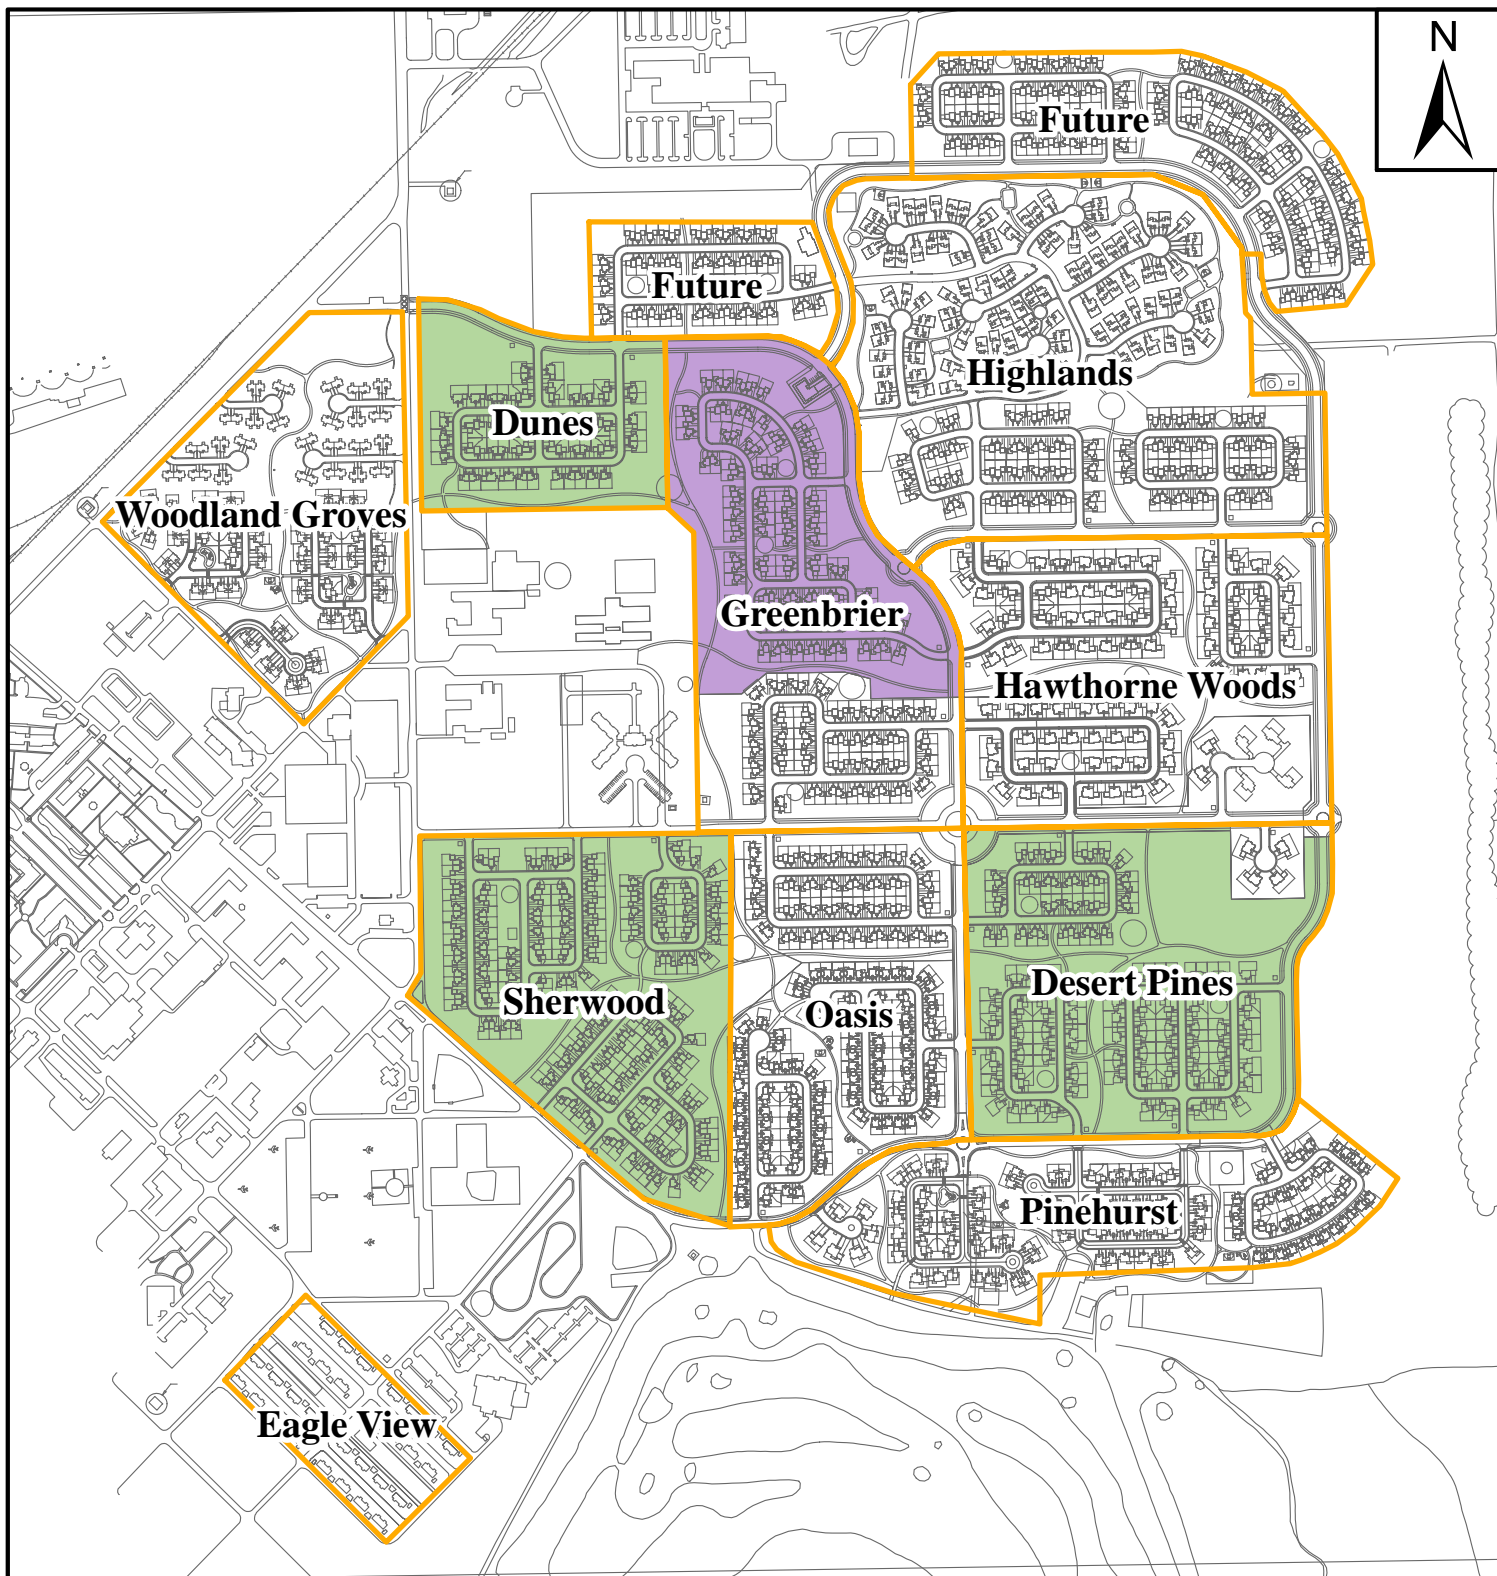 N
Future
Future
Highlands
Dunes
Woodland Groves
Greenbrier
Hawthorne Woods
Desert Pines
Sherwood
Oasis
Pinehurst
Eagle View